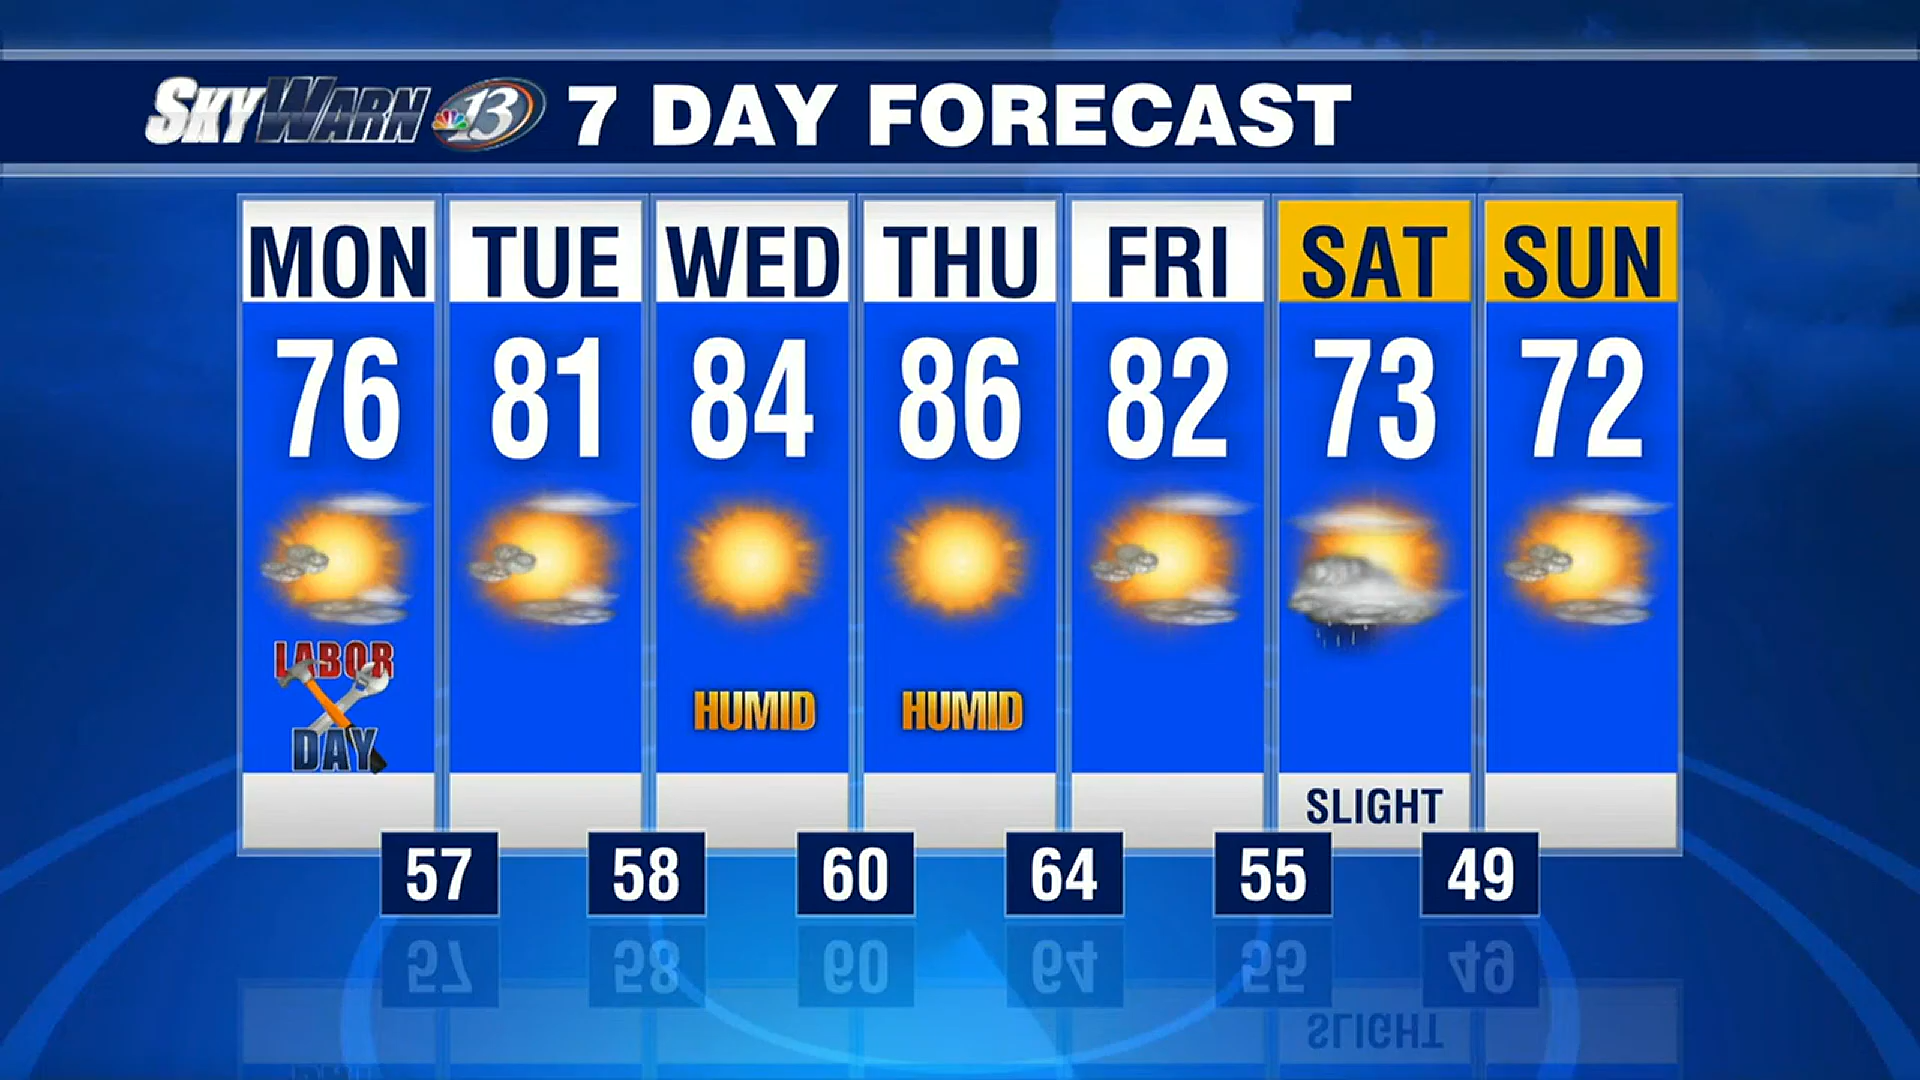 SKYWARN 13 7 DAY FORECAST
MON TUE WED THU FRI SAT SUN
76 81 84 86 82 73 72
LABOR
DAY
HUMID HUMID
SLIGHT
57 58 60 64 55 49